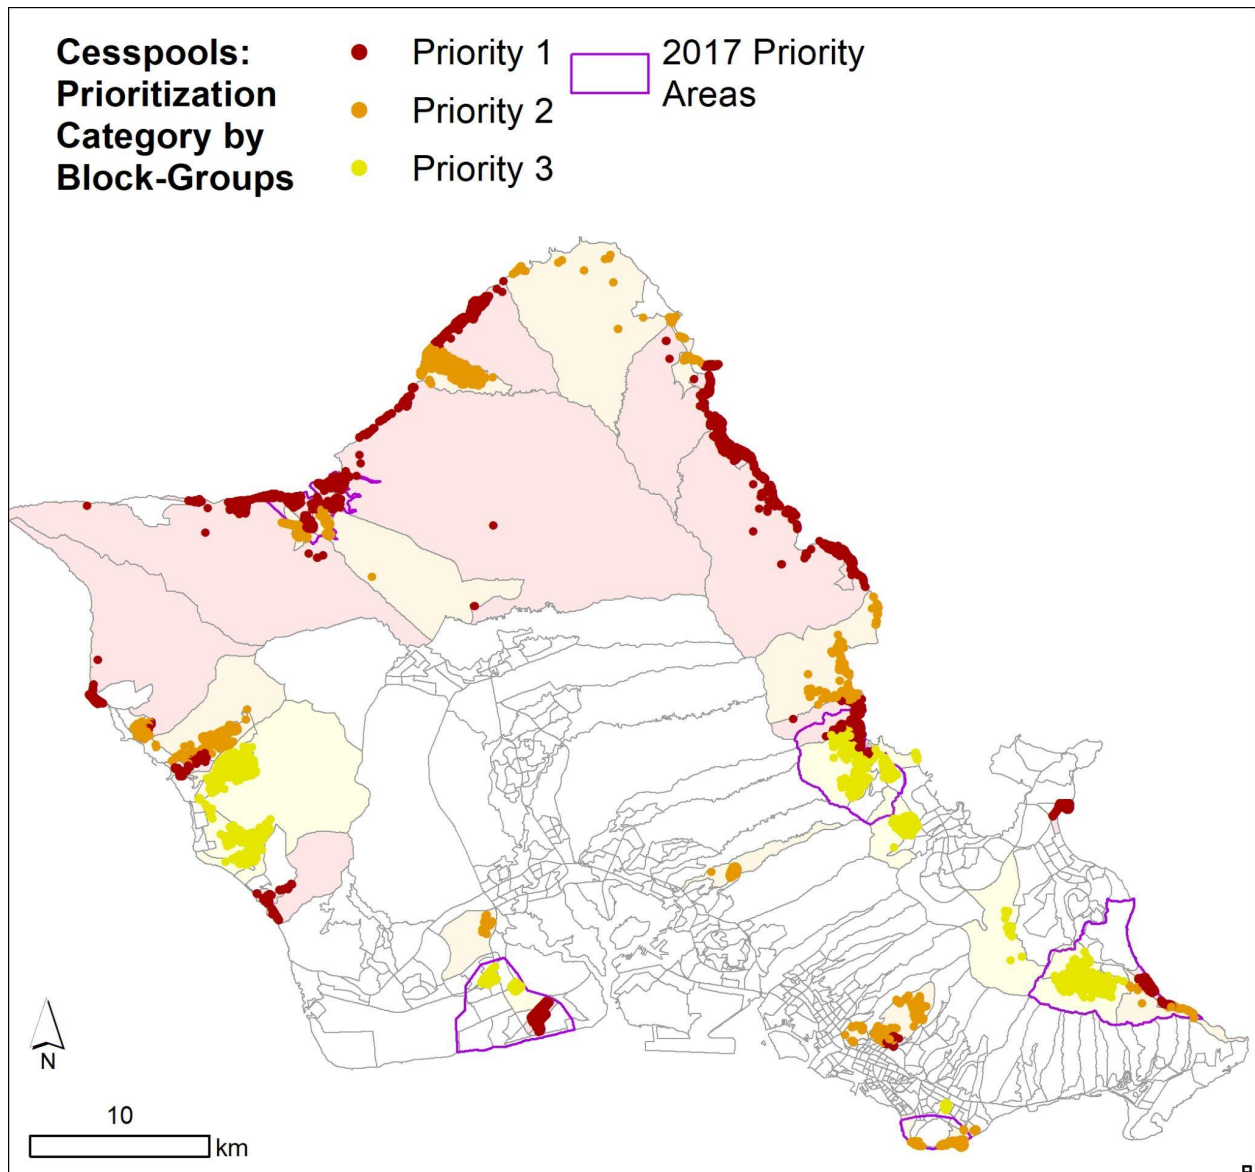 Cesspools:
Prioritization
Category by
Block-Groups
Priority 1
Priority 2
Priority 3
2017 Priority
Areas
N
10
km